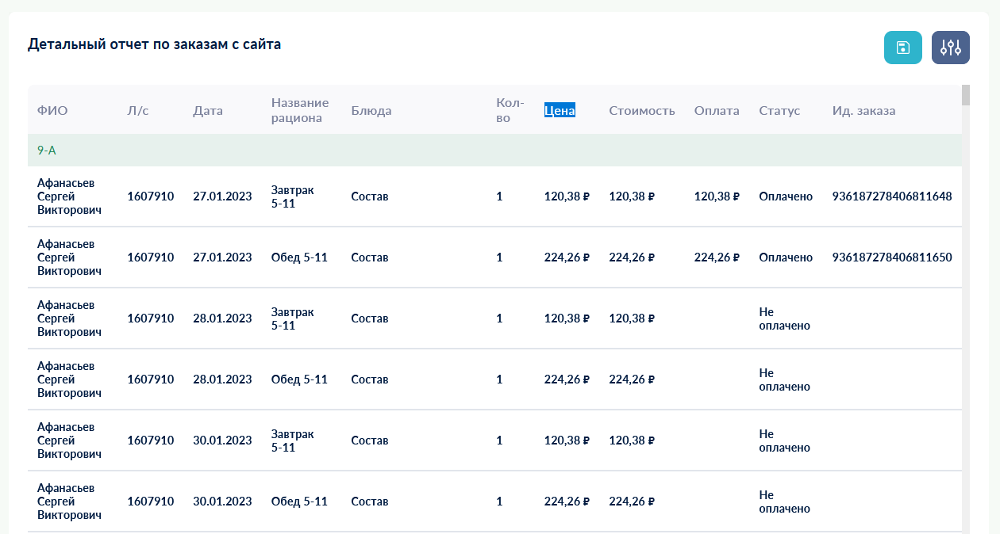 Детальный отчет по заказам с сайта
ФИО Л/с Дата Название рациона Блюда Кол-во Цена Стоимость Оплата Статус Ид. заказа
9-А
Афанасьев Сергей Викторович 1607910 27.01.2023 Завтрак 5-11 Состав 1 120,38 ₽ 120,38 ₽ 120,38 ₽ Оплачено 936187278406811648
Афанасьев Сергей Викторович 1607910 27.01.2023 Обед 5-11 Состав 1 224,26 ₽ 224,26 ₽ 224,26 ₽ Оплачено 936187278406811650
Афанасьев Сергей Викторович 1607910 28.01.2023 Завтрак 5-11 Состав 1 120,38 ₽ 120,38 ₽ Не оплачено
Афанасьев Сергей Викторович 1607910 28.01.2023 Обед 5-11 Состав 1 224,26 ₽ 224,26 ₽ Не оплачено
Афанасьев Сергей Викторович 1607910 30.01.2023 Завтрак 5-11 Состав 1 120,38 ₽ 120,38 ₽ Не оплачено
Афанасьев Сергей Викторович 1607910 30.01.2023 Обед 5-11 Состав 1 224,26 ₽ 224,26 ₽ Не оплачено